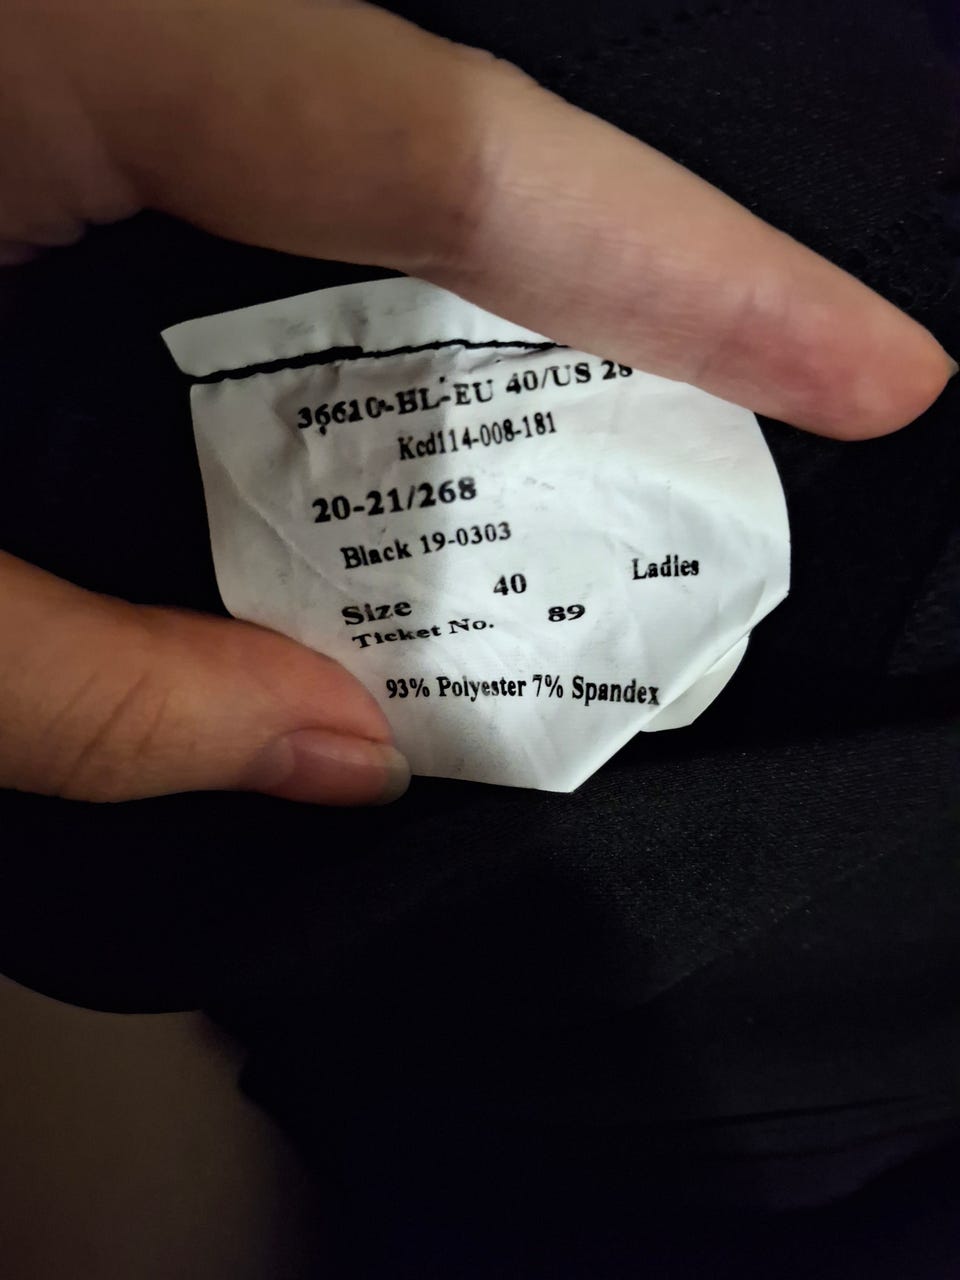 36610-BL-EU 40/US 28
Kcd114-008-181
20-21/268
Black 19-0303
Size 40 Ladies
Ticket No. 89
93% Polyester 7% Spandex